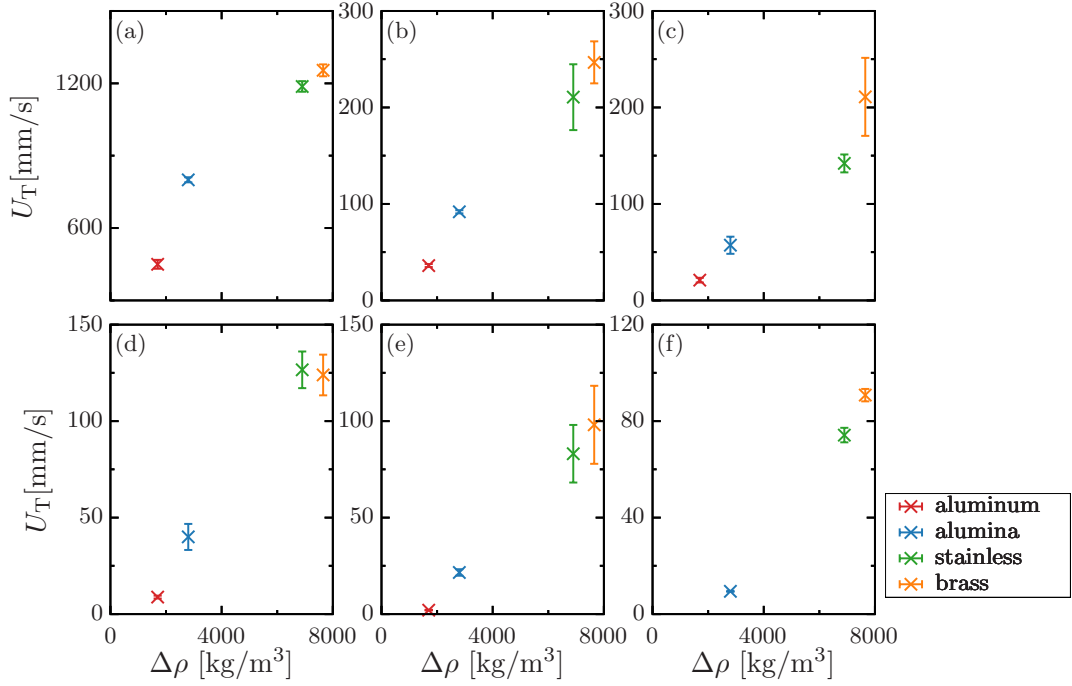 (a)
(b)
(c)
300
300
1200
200
200
600
100
100
0
0
U_T[mm/s]
(d)
(e)
(f)
150
150
120
100
100
80
50
50
40
0
0
0
U_T[mm/s]
0 4000 8000
0 4000 8000
0 4000 8000
Δρ [kg/m³]
Δρ [kg/m³]
Δρ [kg/m³]
aluminum
alumina
stainless
brass